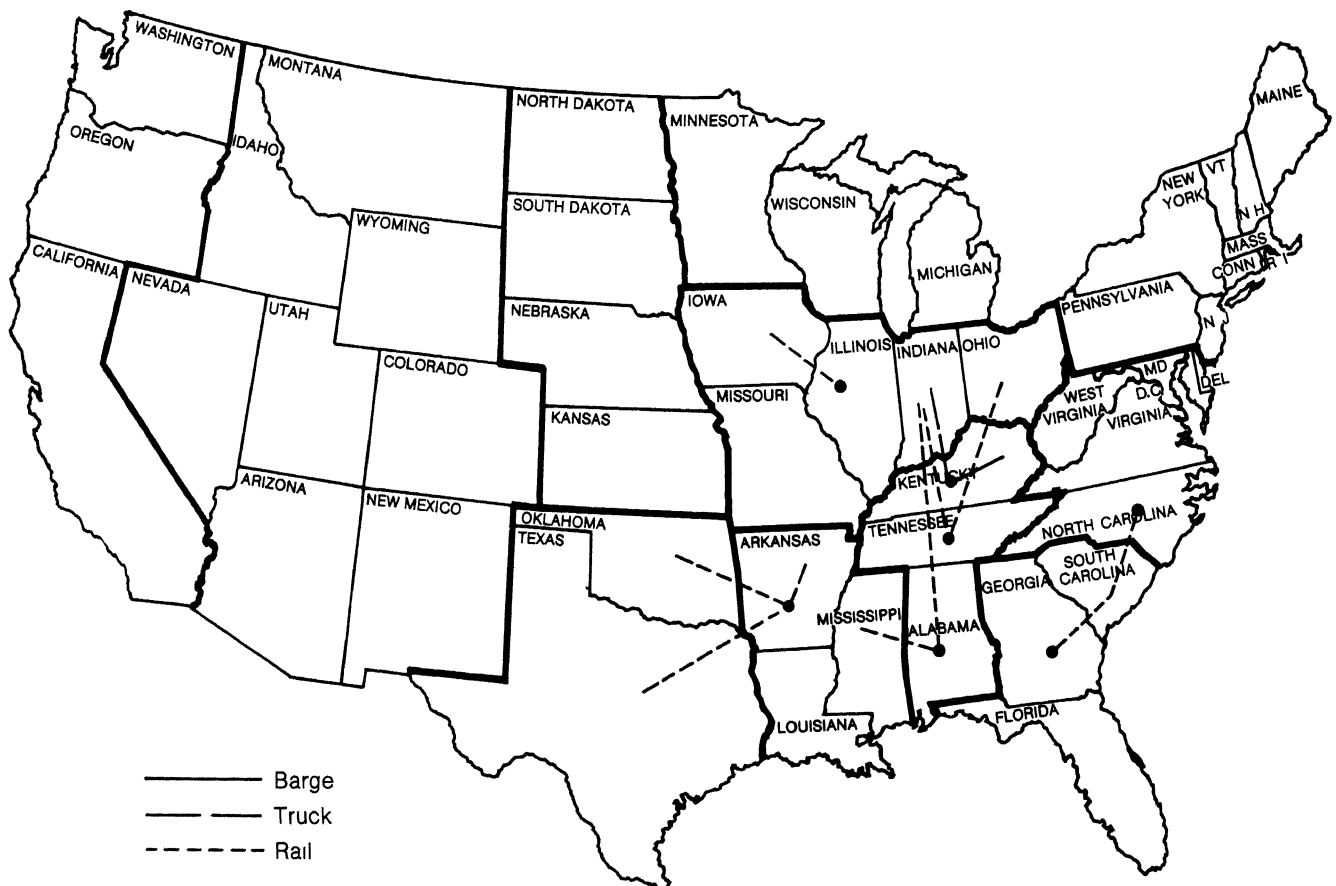 WASHINGTON
MONTANA
NORTH DAKOTA
MINNESOTA
MAINE
OREGON
IDAHO
VT
NEW
YORK
N H
SOUTH DAKOTA
WISCONSIN
WYOMING
MASS
CALIFORNIA
NEVADA
MICHIGAN
CONN
R I
UTAH
NEBRASKA
IOWA
PENNSYLVANIA
N
ILLINOIS
INDIANA
OHIO
COLORADO
MISSOURI
MD
DEL
WEST
VIRGINIA
D.C.
VIRGINIA
KANSAS
ARIZONA
NEW MEXICO
KENTUCKY
OKLAHOMA
TEXAS
ARKANSAS
TENNESSEE
NORTH CAROLINA
SOUTH
CAROLINA
GEORGIA
MISSISSIPPI
ALABAMA
LOUISIANA
FLORIDA
Barge
Truck
Rail